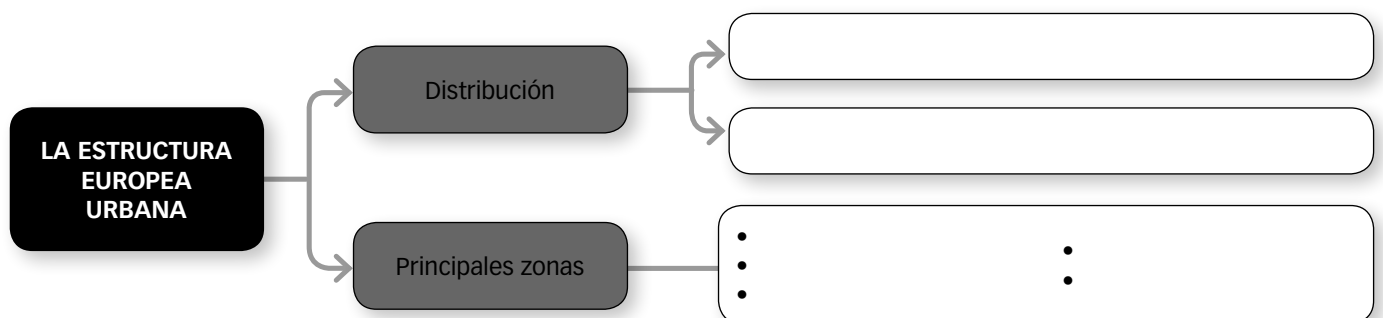 LA ESTRUCTURA
EUROPEA
URBANA
Distribución
Principales zonas